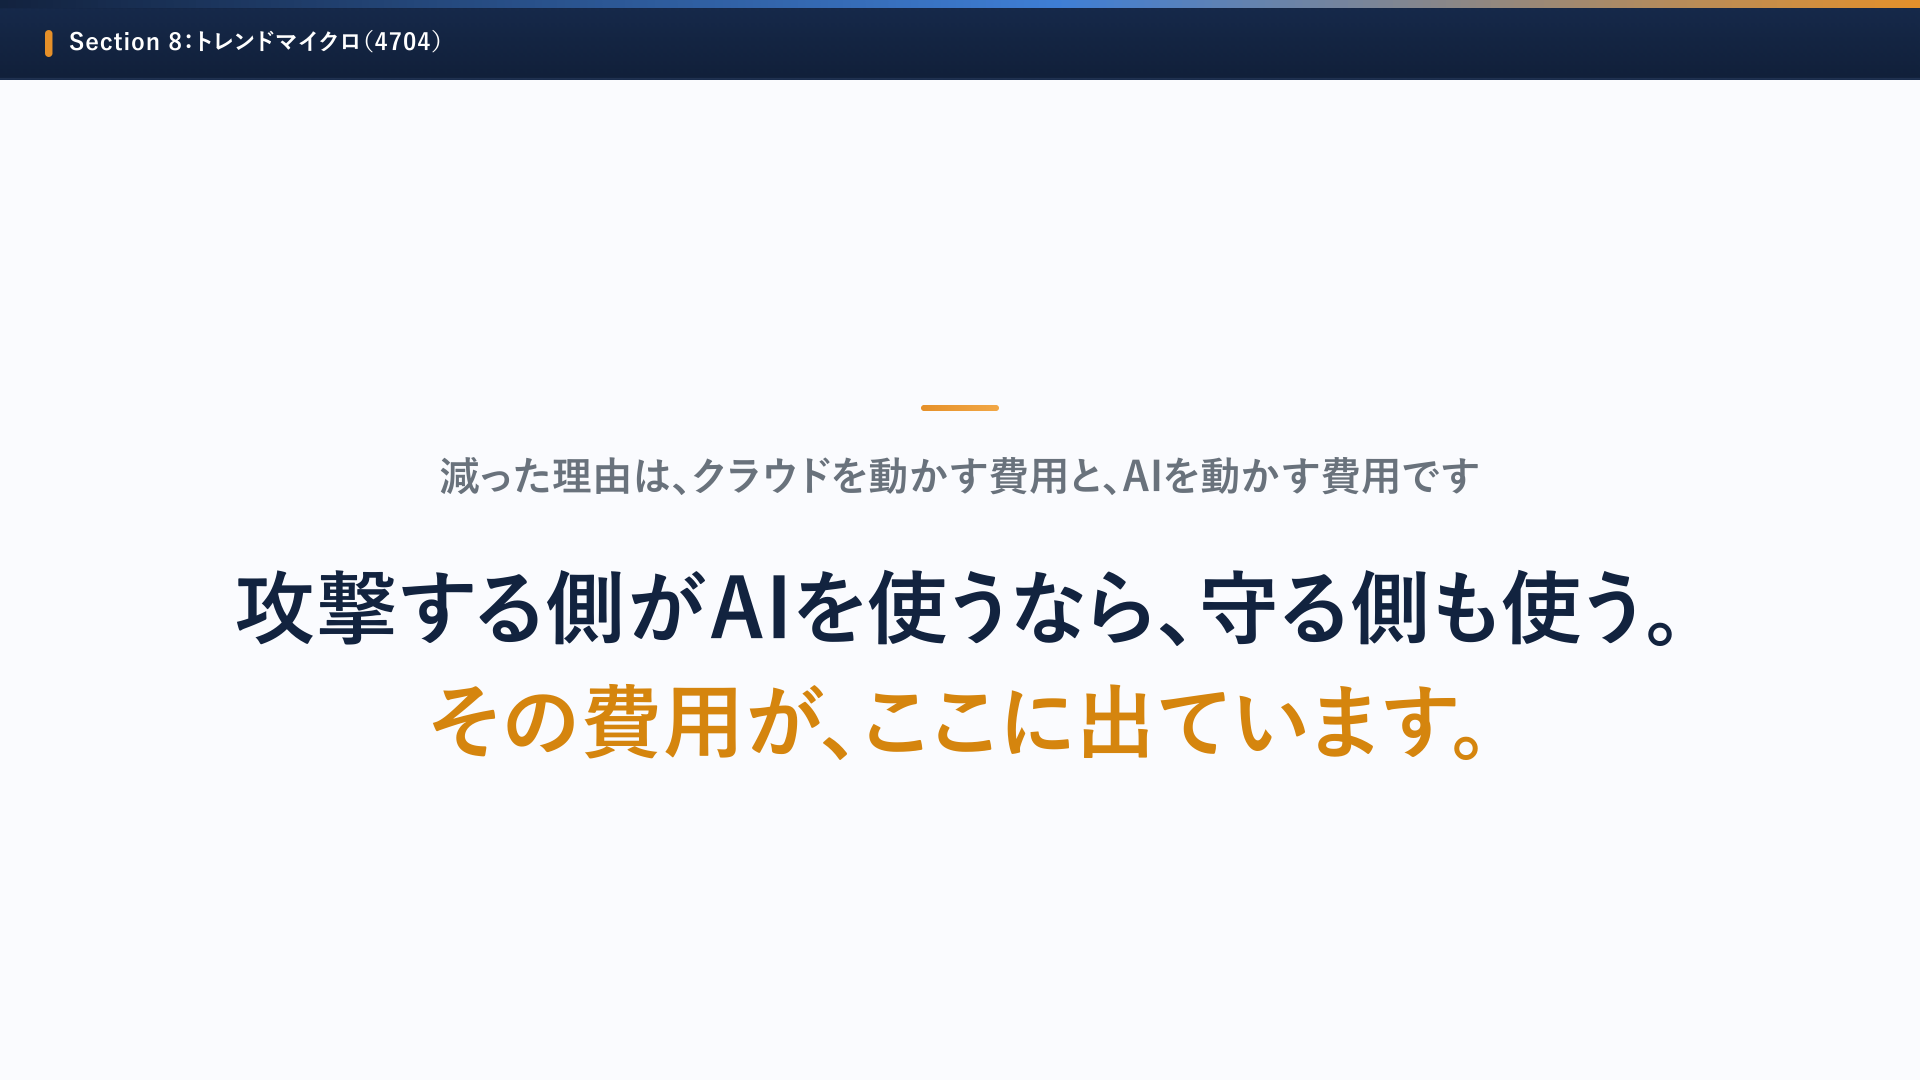 Section 8：トレンドマイクロ（4704）
減った理由は、クラウドを動かす費用と、AIを動かす費用です
攻撃する側がAIを使うなら、守る側も使う。
その費用が、ここに出ています。